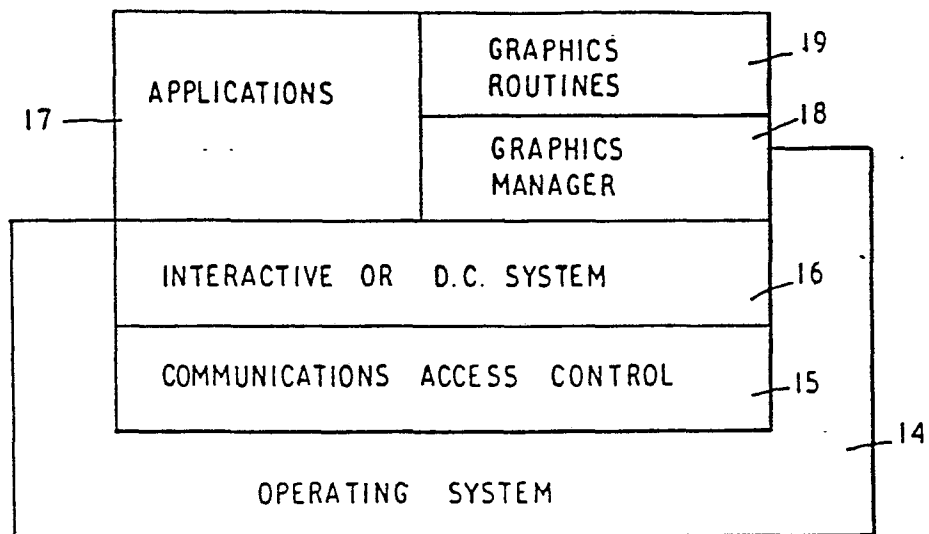 GRAPHICS
ROUTINES
19
APPLICATIONS
17
18
GRAPHICS
MANAGER
INTERACTIVE OR D.C. SYSTEM
16
COMMUNICATIONS ACCESS CONTROL
15
14
OPERATING SYSTEM